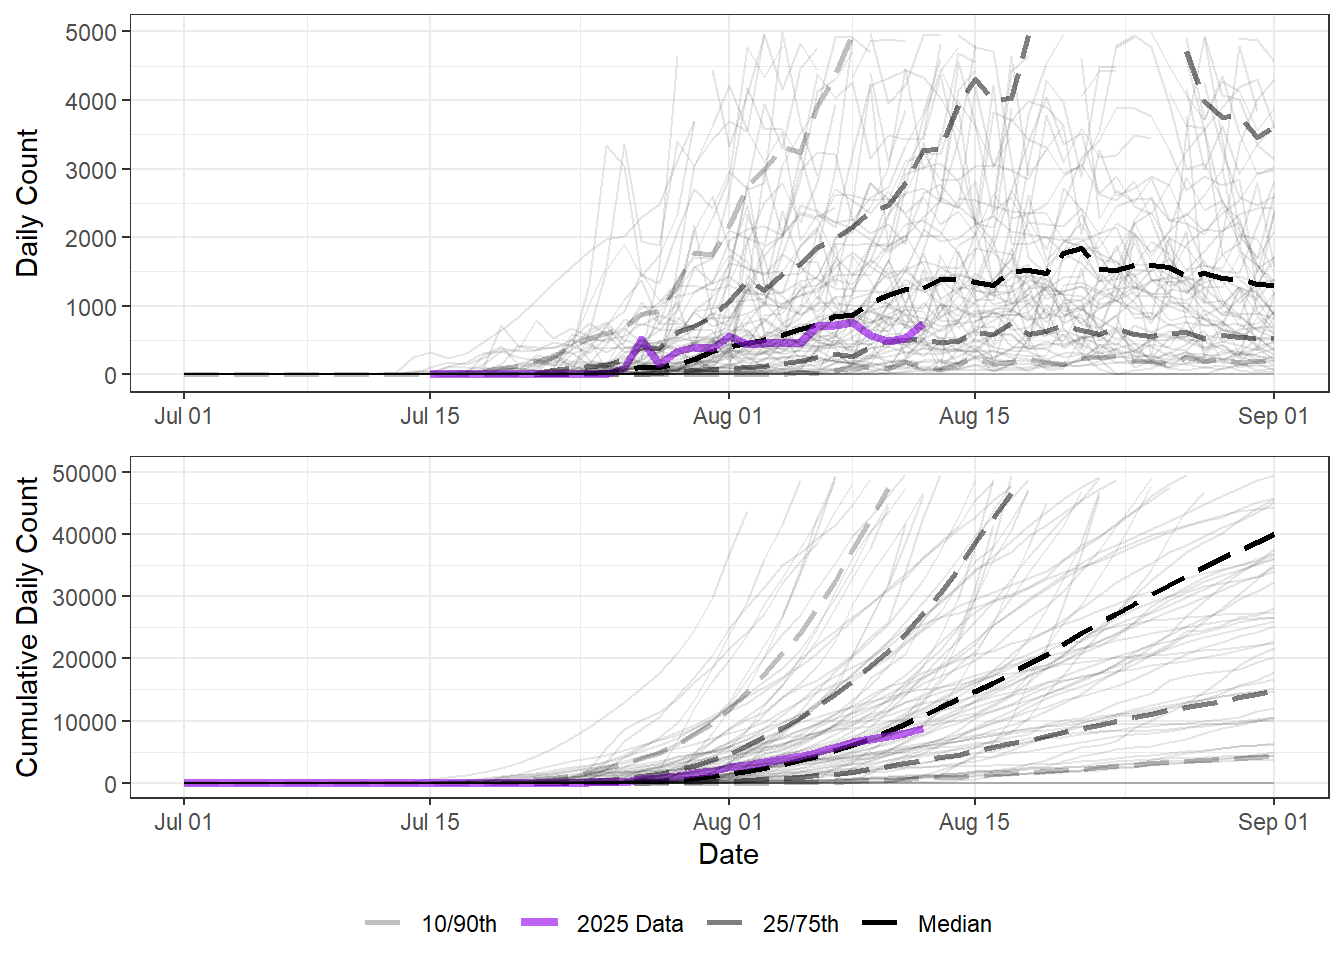 Daily Count
5000
4000
3000
2000
1000
0
Jul 01 Jul 15 Aug 01 Aug 15 Sep 01
Cumulative Daily Count
50000
40000
30000
20000
10000
0
Jul 01 Jul 15 Aug 01 Aug 15 Sep 01
Date
10/90th 2025 Data 25/75th Median